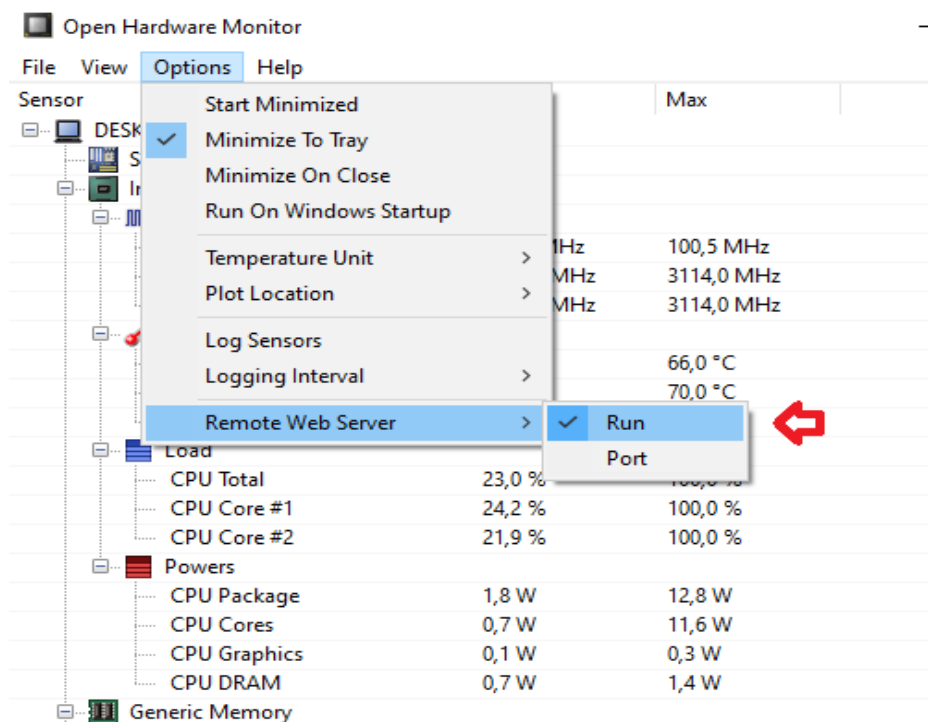 Open Hardware Monitor
File View Options Help
Sensor Max
DESK
Start Minimized
Minimize To Tray
Minimize On Close
Run On Windows Startup
MHz 100,5 MHz
Temperature Unit
MHz 3114,0 MHz
Plot Location
MHz 3114,0 MHz
Log Sensors
66,0 °C
Logging Interval
70,0 °C
Remote Web Server Run
Port
Load
CPU Total 23,0 %
CPU Core #1 24,2 % 100,0 %
CPU Core #2 21,9 % 100,0 %
Powers
CPU Package 1,8 W 12,8 W
CPU Cores 0,7 W 11,6 W
CPU Graphics 0,1 W 0,3 W
CPU DRAM 0,7 W 1,4 W
Generic Memory